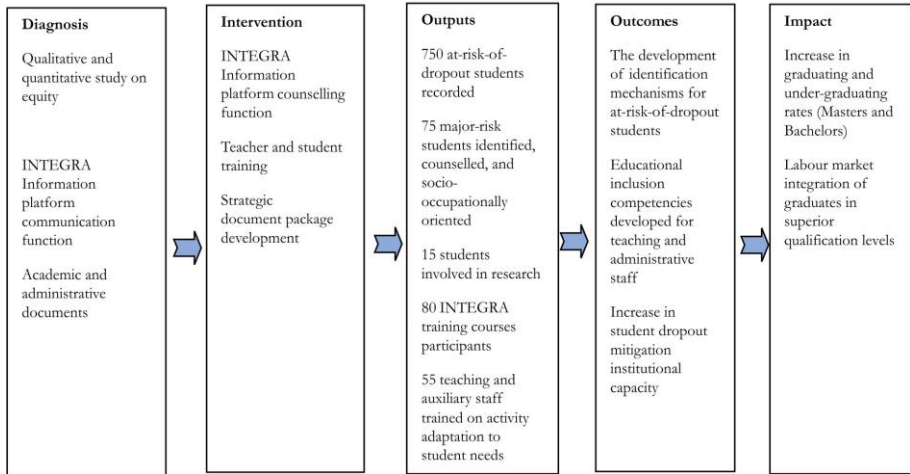 Diagnosis
Qualitative and
quantitative study on
equity
INTEGRA
Information
platform
communication
function
Academic and
administrative
documents
Intervention
INTEGRA
Information
platform counselling
function
Teacher and student
training
Strategic
document package
development
Outputs
750 at-risk-of-
dropout students
recorded
75 major-risk
students identified,
counselled, and
socio-
occupationally
oriented
15 students
involved in research
80 INTEGRA
training courses
participants
55 teaching and
auxiliary staff
trained on activity
adaptation to
student needs
Outcomes
The development
of identification
mechanisms for
at-risk-of-dropout
students
Educational
inclusion
competencies
developed for
teaching and
administrative
staff
Increase in
student dropout
mitigation
institutional
capacity
Impact
Increase in
graduating and
under-graduating
rates (Masters and
Bachelors)
Labour market
integration of
graduates in
superior
qualification levels